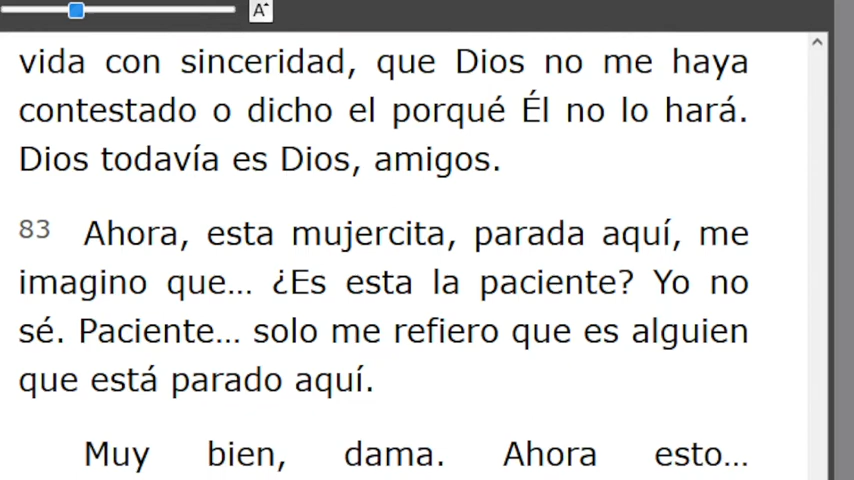 A
vida con sinceridad, que Dios no me haya
contestado o dicho el porqué Él no lo hará.
Dios todavía es Dios, amigos.
83 Ahora, esta mujercita, parada aquí, me
imagino que… ¿Es esta la paciente? Yo no
sé. Paciente… solo me refiero que es alguien
que está parado aquí.
Muy bien, dama. Ahora esto…